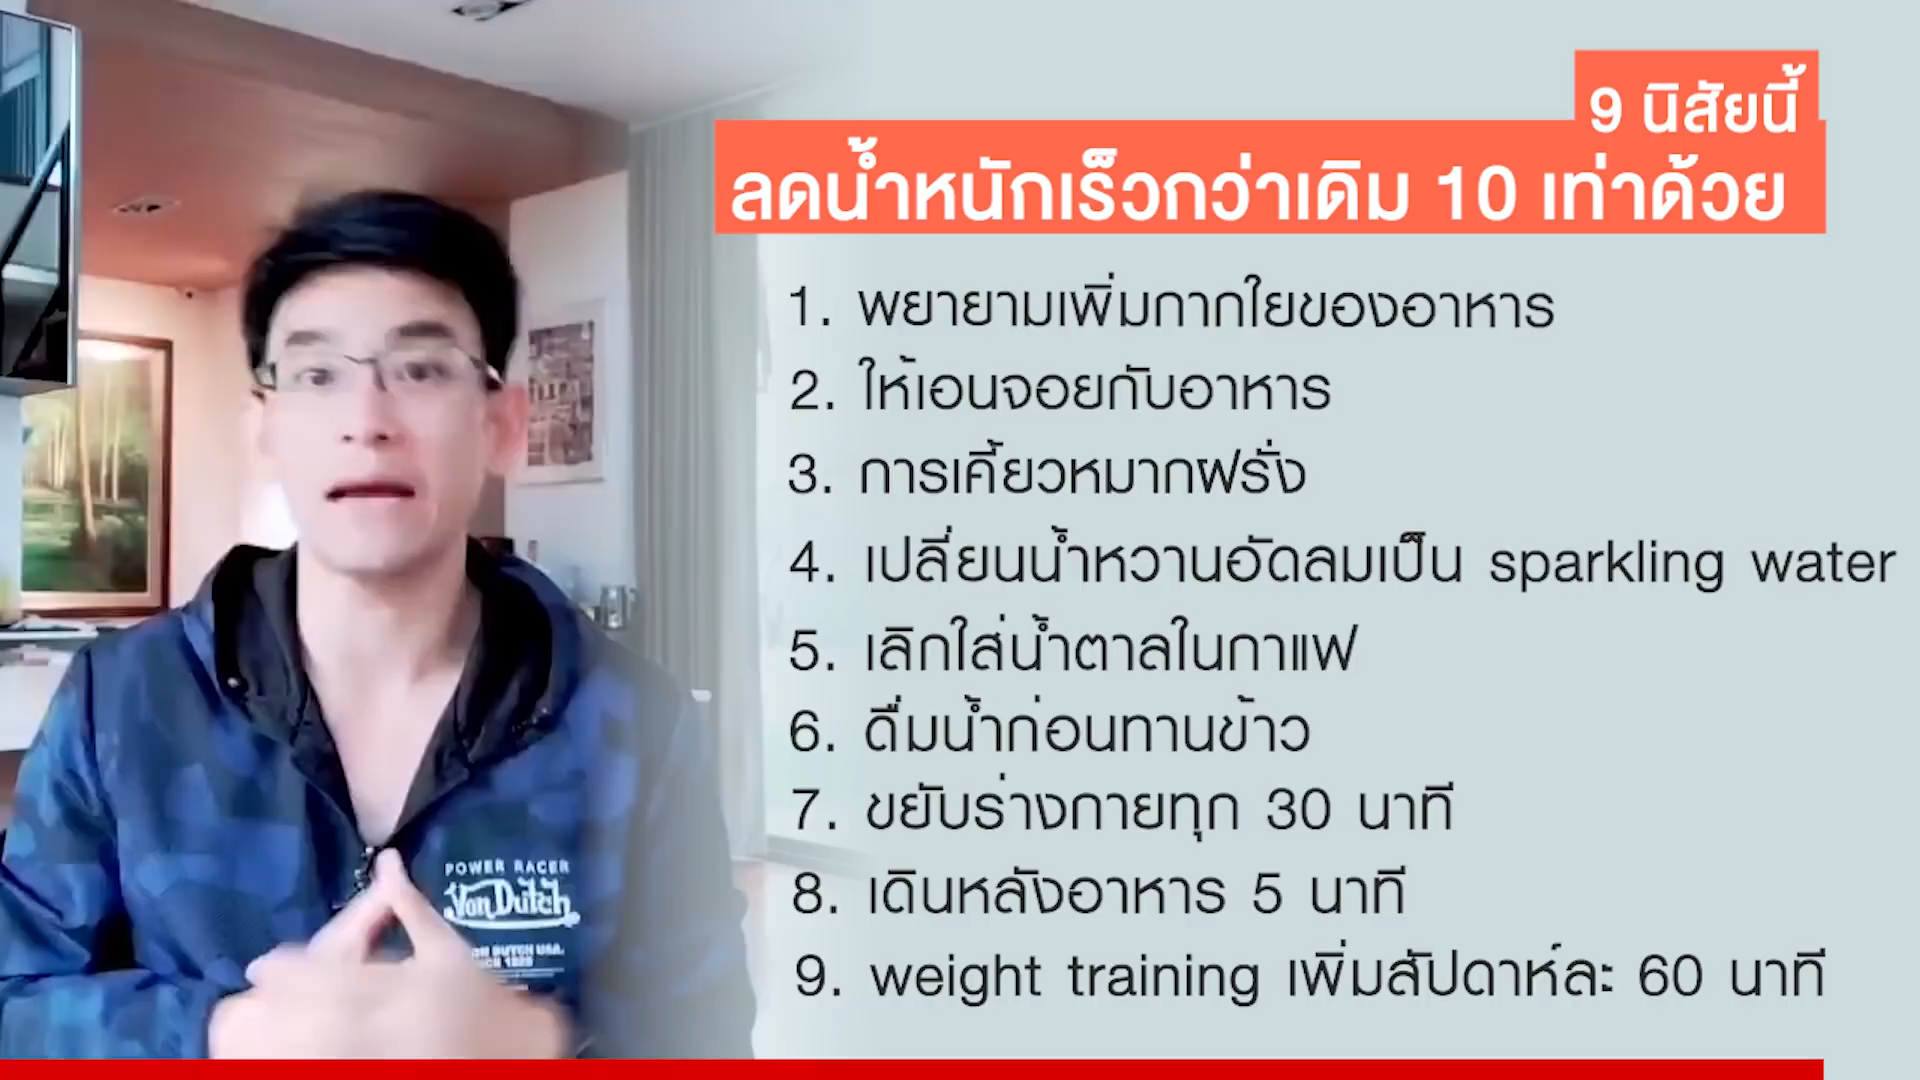 9 นิสัยนี้
ลดน้ำหนักเร็วกว่าเดิม 10 เท่าด้วย
1. พยายามเพิ่มกากใยของอาหาร
2. ให้เอนจอยกับอาหาร
3. การเคี้ยวหมากฝรั่ง
4. เปลี่ยนน้ำหวานอัดลมเป็น sparkling water
5. เลิกใส่น้ำตาลในกาแฟ
6. ดื่มน้ำก่อนทานข้าว
7. ขยับร่างกายทุก 30 นาที
8. เดินหลังอาหาร 5 นาที
9. weight training เพิ่มสัปดาห์ละ 60 นาที
POWER RACER
Von Dutch
DUTCH USA.